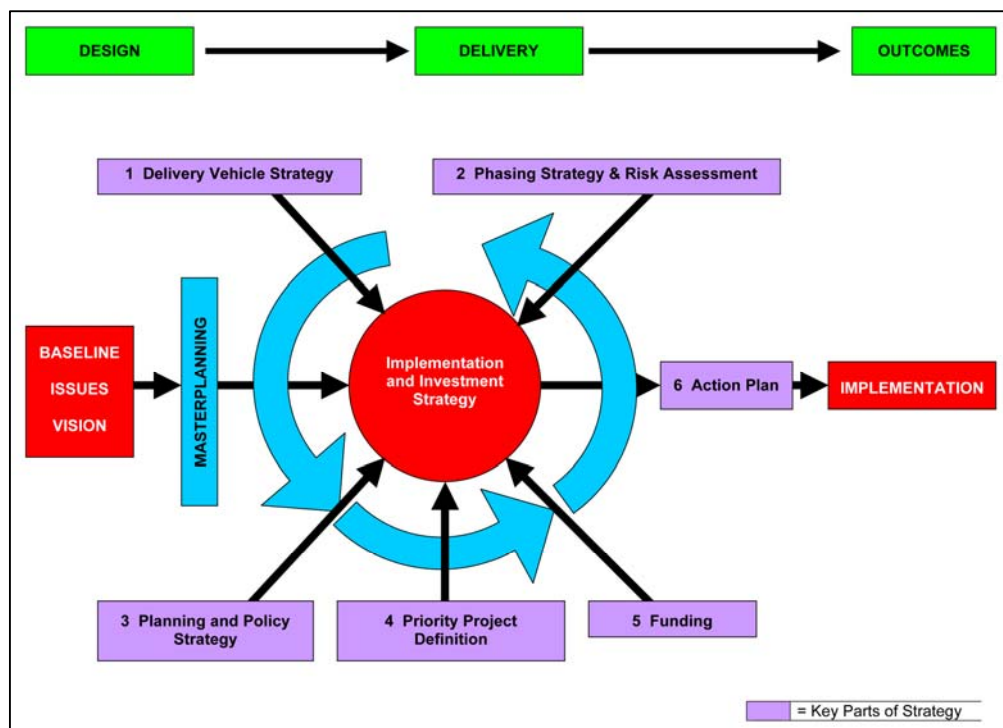 DESIGN
DELIVERY
OUTCOMES
1 Delivery Vehicle Strategy
2 Phasing Strategy & Risk Assessment
BASELINE
ISSUES
VISION
MASTERPLANNING
Implementation
and Investment
Strategy
6 Action Plan
IMPLEMENTATION
3 Planning and Policy
Strategy
4 Priority Project
Definition
5 Funding
= Key Parts of Strategy